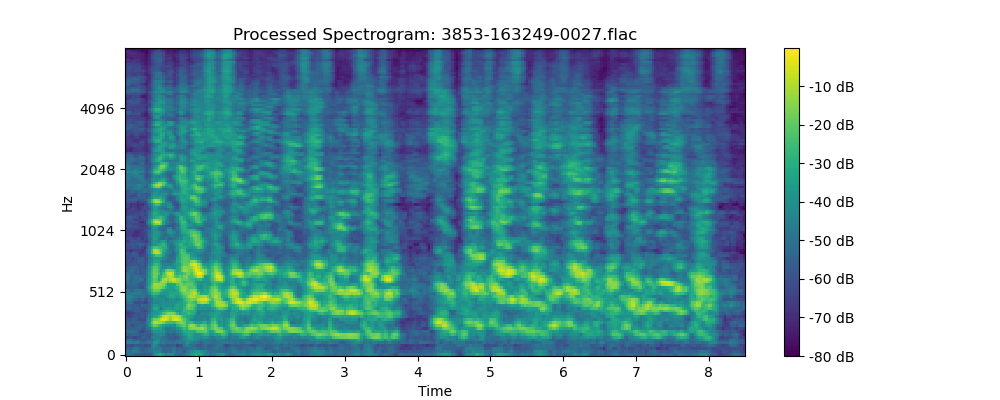 Processed Spectrogram: 3853-163249-0027.flac
Hz
4096
2048
1024
512
0
0 1 2 3 4 5 6 7 8
Time
-10 dB
-20 dB
-30 dB
-40 dB
-50 dB
-60 dB
-70 dB
-80 dB